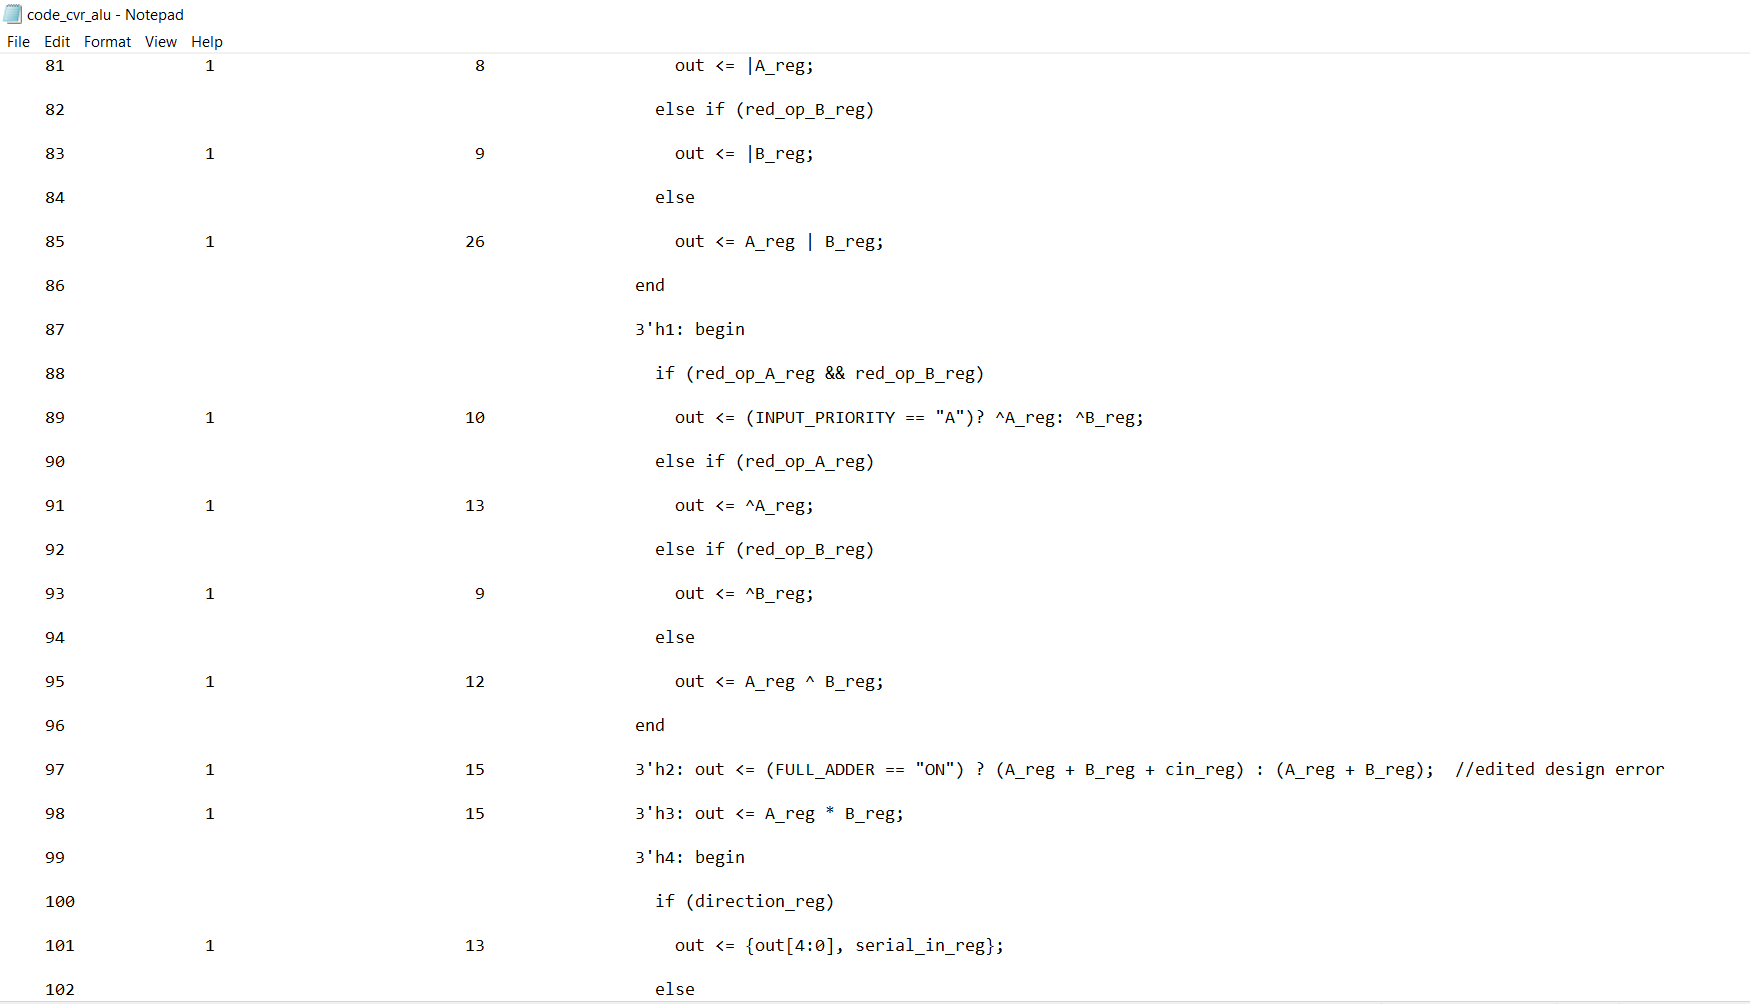 code_cvr_alu - Notepad
File Edit Format View Help
81 1 8 out <= |A_reg;
82 else if (red_op_B_reg)
83 1 9 out <= |B_reg;
84 else
85 1 26 out <= A_reg | B_reg;
86 end
87 3'h1: begin
88 if (red_op_A_reg && red_op_B_reg)
89 1 10 out <= (INPUT_PRIORITY == "A")? ^A_reg: ^B_reg;
90 else if (red_op_A_reg)
91 1 13 out <= ^A_reg;
92 else if (red_op_B_reg)
93 1 9 out <= ^B_reg;
94 else
95 1 12 out <= A_reg ^ B_reg;
96 end
97 1 15 3'h2: out <= (FULL_ADDER == "ON") ? (A_reg + B_reg + cin_reg) : (A_reg + B_reg); //edited design error
98 1 15 3'h3: out <= A_reg * B_reg;
99 3'h4: begin
100 if (direction_reg)
101 1 13 out <= {out[4:0], serial_in_reg};
102 else